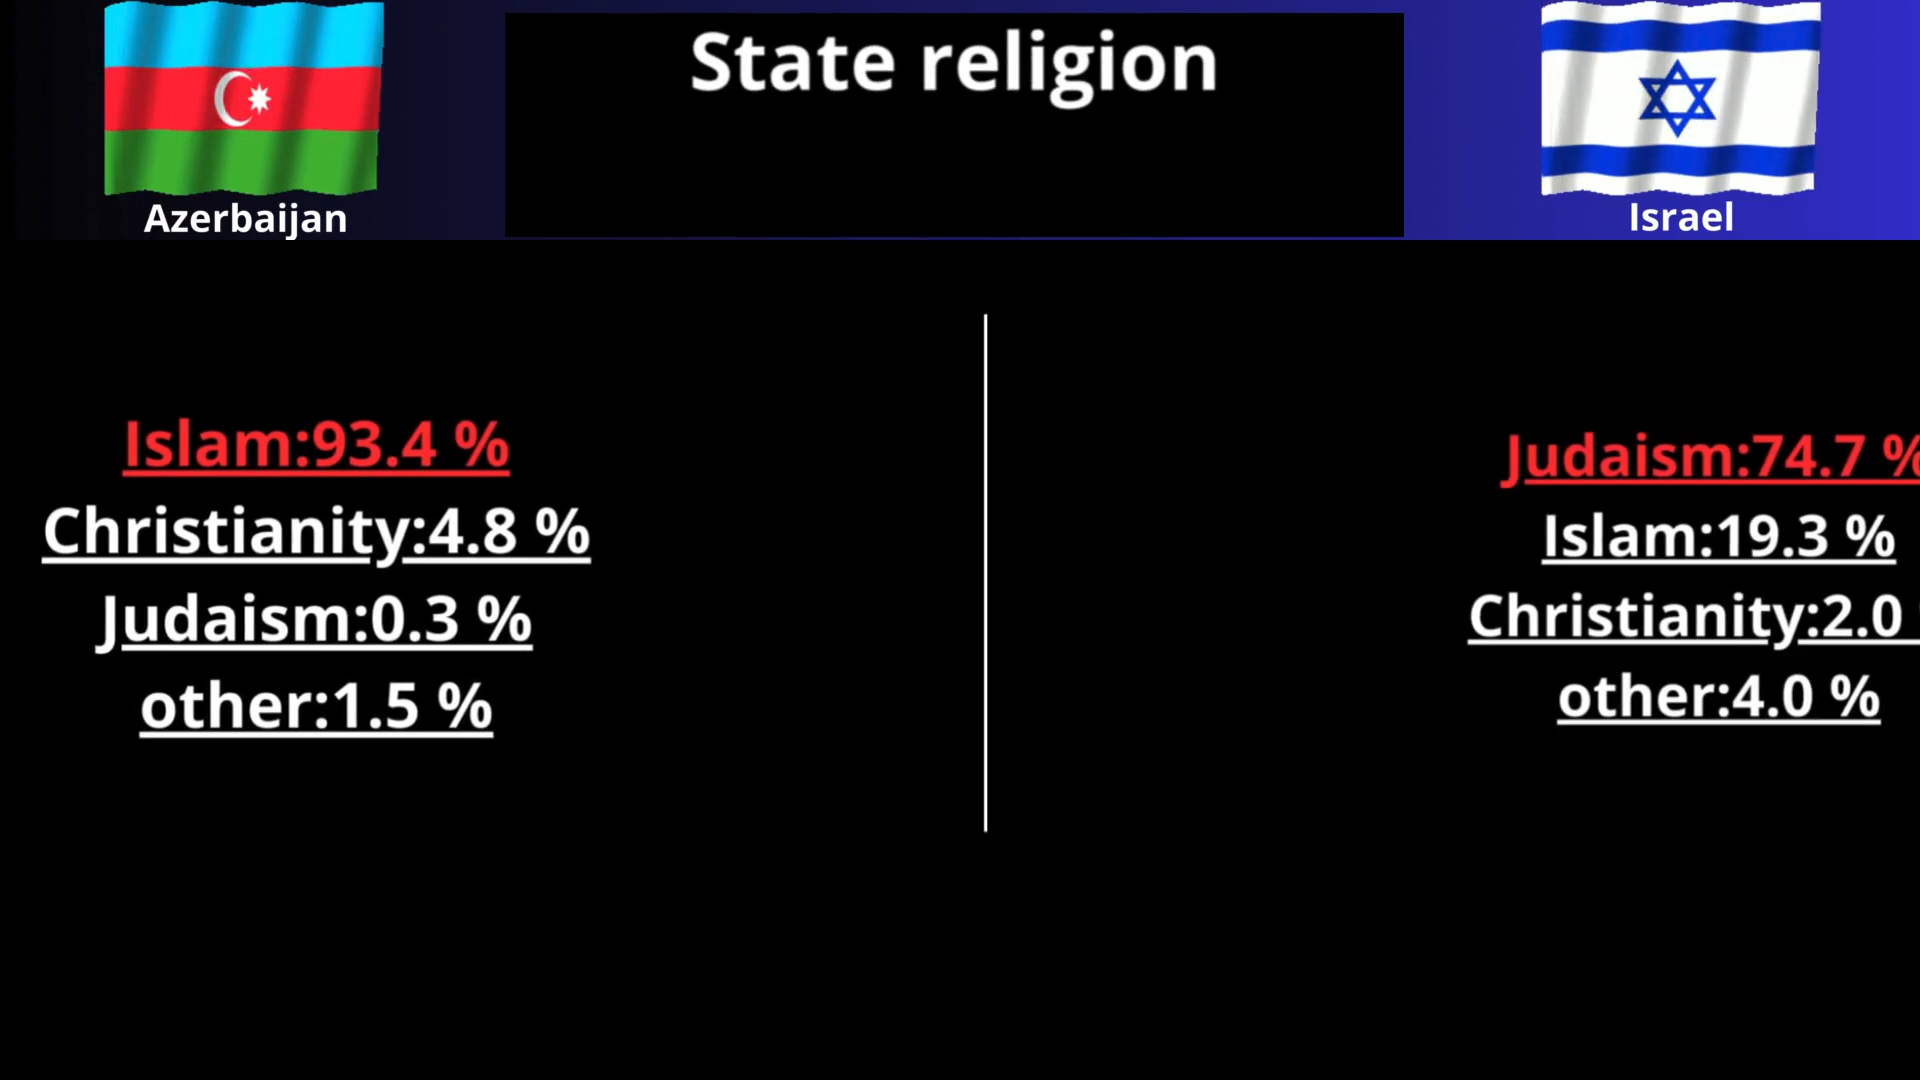 State religion
Azerbaijan
Israel
Islam:93.4 %
Christianity:4.8 %
Judaism:0.3 %
other:1.5 %
Judaism:74.7 %
Islam:19.3 %
Christianity:2.0
other:4.0 %